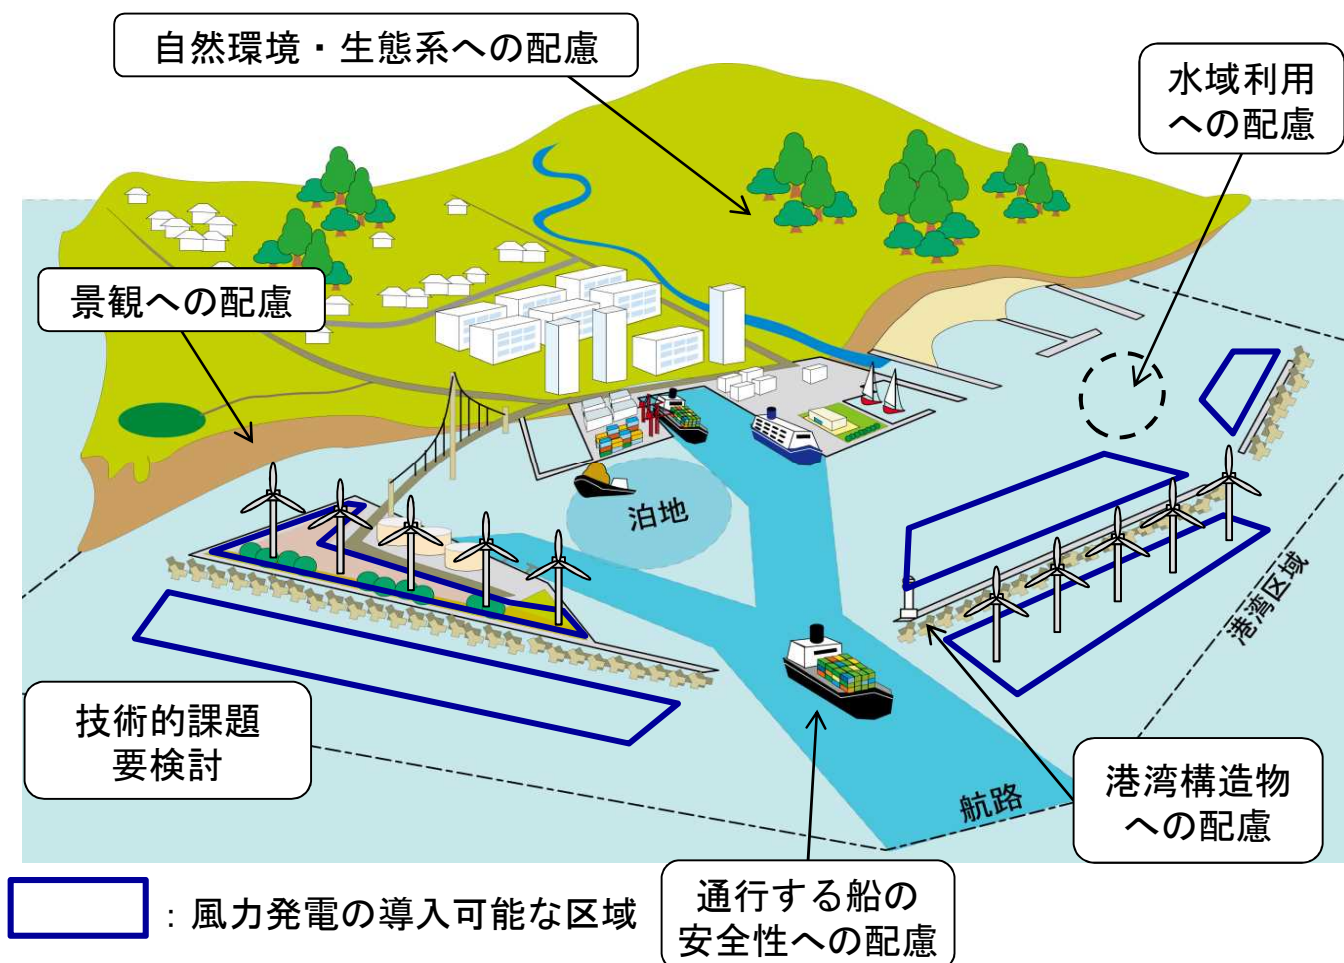 自然環境・生態系への配慮
水域利用
への配慮
景観への配慮
泊地
港湾区域
技術的課題
要検討
航路
港湾構造物
への配慮
通行する船の
安全性への配慮
：風力発電の導入可能な区域